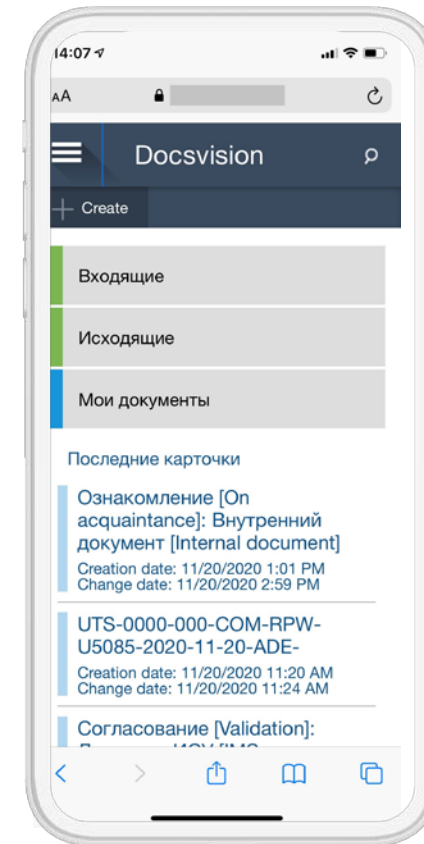 14:07
AA
Docsvision
Create
Входящие
Исходящие
Мои документы
Последние карточки
Ознакомление [On
acquaintance]: Внутренний
документ [Internal document]
Creation date: 11/20/2020 1:01 PM
Change date: 11/20/2020 2:59 PM
UTS-0000-000-COM-RPW-
U5085-2020-11-20-ADE-
Creation date: 11/20/2020 11:20 AM
Change date: 11/20/2020 11:24 AM
Согласование [Validation]: